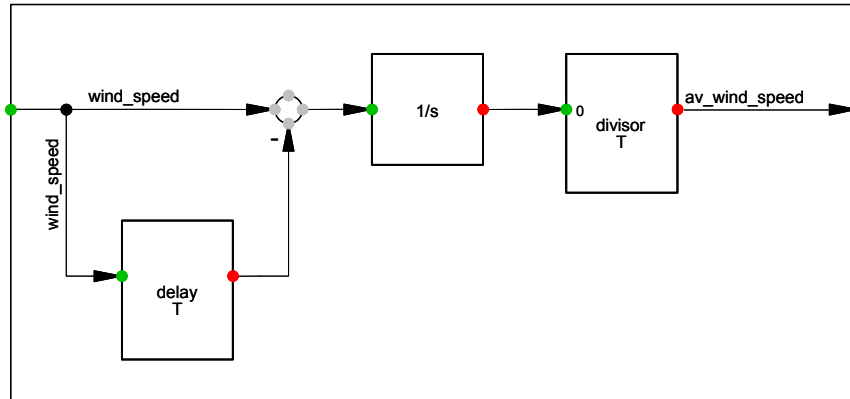 wind_speed
wind_speed
-
delay
T
1/s
0
divisor
T
av_wind_speed